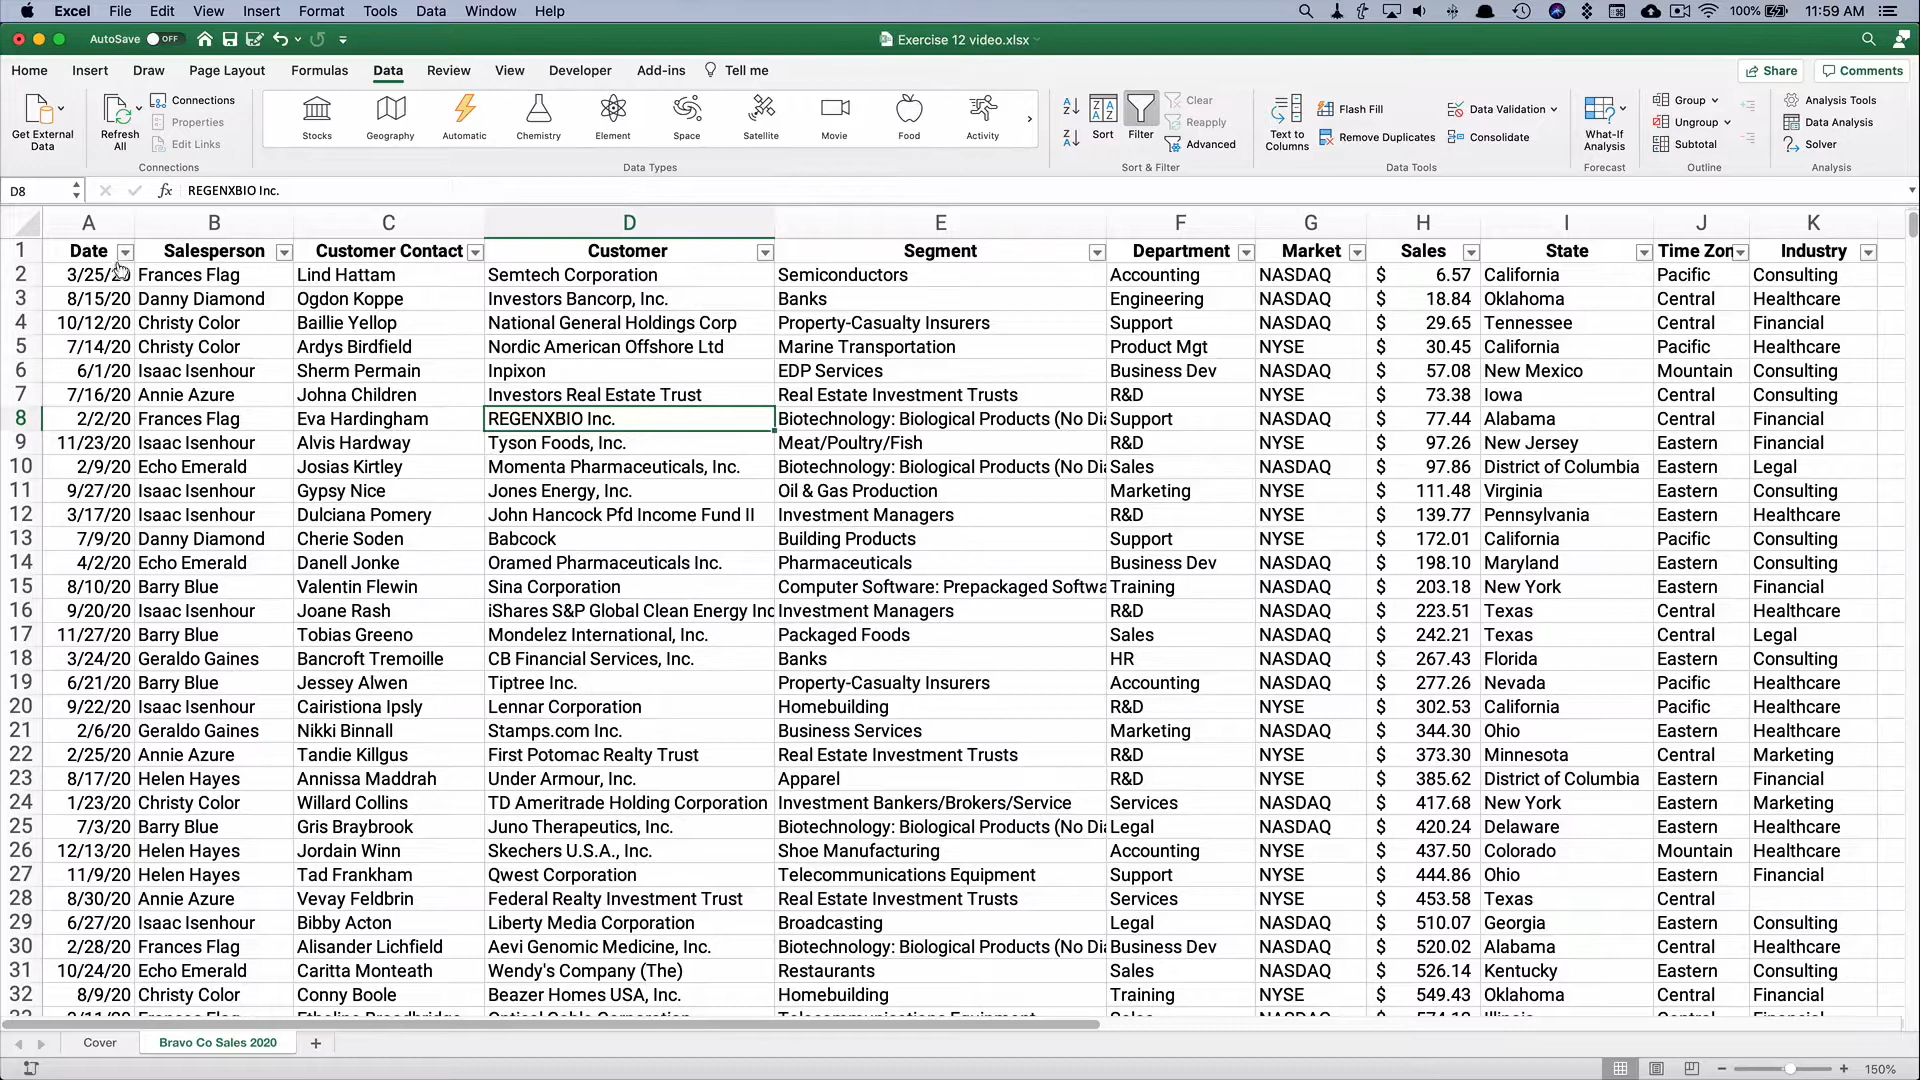 Excel File Edit View Insert Format Tools Data Window Help 100% 11:59 AM
AutoSave OFF Exercise 12 video.xlsx
Home Insert Draw Page Layout Formulas Data Review View Developer Add-ins Tell me Share Comments
Get External Data Refresh All Connections Properties Edit Links Connections
Stocks Geography Automatic Chemistry Element Space Satellite Movie Food Activity Data Types
Sort Filter Clear Reapply Advanced Sort & Filter
Text to Columns Flash Fill Remove Duplicates Data Validation Consolidate Data Tools
What-If Analysis Forecast Group Ungroup Subtotal Outline
Analysis Tools Data Analysis Solver Analysis
D8 fx REGENXBIO Inc.
A B C D E F G H I J K
1 Date Salesperson Customer Contact Customer Segment Department Market Sales State Time Zon Industry
2 3/25/20 Frances Flag Lind Hattam Semtech Corporation Semiconductors Accounting NASDAQ $ 6.57 California Pacific Consulting
3 8/15/20 Danny Diamond Ogdon Koppe Investors Bancorp, Inc. Banks Engineering NASDAQ $ 18.84 Oklahoma Central Healthcare
4 10/12/20 Christy Color Baillie Yellop National General Holdings Corp Property-Casualty Insurers Support NASDAQ $ 29.65 Tennessee Central Financial
5 7/14/20 Christy Color Ardys Birdfield Nordic American Offshore Ltd Marine Transportation Product Mgt NYSE $ 30.45 California Pacific Healthcare
6 6/1/20 Isaac Isenhour Sherm Permain Inpixon EDP Services Business Dev NASDAQ $ 57.08 New Mexico Mountain Consulting
7 7/16/20 Annie Azure Johna Children Investors Real Estate Trust Real Estate Investment Trusts R&D NASDAQ $ 73.38 Iowa Central Consulting
8 2/2/20 Frances Flag Eva Hardingham REGENXBIO Inc. Biotechnology: Biological Products (No Dia Support NASDAQ $ 77.44 Alabama Central Financial
9 11/23/20 Isaac Isenhour Alvis Hardway Tyson Foods, Inc. Meat/Poultry/Fish R&D NYSE $ 97.26 New Jersey Eastern Financial
10 2/9/20 Echo Emerald Josias Kirtley Momenta Pharmaceuticals, Inc. Biotechnology: Biological Products (No Dia Sales NASDAQ $ 97.86 District of Columbia Eastern Legal
11 9/27/20 Isaac Isenhour Gypsy Nice Jones Energy, Inc. Oil & Gas Production Marketing NYSE $ 111.48 Virginia Eastern Consulting
12 3/17/20 Isaac Isenhour Dulciana Pomery John Hancock Pfd Income Fund II Investment Managers R&D NYSE $ 139.77 Pennsylvania Eastern Healthcare
13 7/9/20 Danny Diamond Cherie Soden Babcock Building Products Support NYSE $ 172.01 California Pacific Consulting
14 4/2/20 Echo Emerald Danell Jonke Oramed Pharmaceuticals Inc. Pharmaceuticals Business Dev NASDAQ $ 198.10 Maryland Eastern Consulting
15 8/10/20 Barry Blue Valentin Flewin Sina Corporation Computer Software: Prepackaged Softwa Training NASDAQ $ 203.18 New York Eastern Financial
16 9/20/20 Isaac Isenhour Joane Rash iShares S&P Global Clean Energy Inc Investment Managers R&D NASDAQ $ 223.51 Texas Central Healthcare
17 11/27/20 Barry Blue Tobias Greeno Mondelez International, Inc. Packaged Foods Sales NASDAQ $ 242.21 Texas Central Legal
18 3/24/20 Geraldo Gaines Bancroft Tremoille CB Financial Services, Inc. Banks HR NASDAQ $ 267.43 Florida Eastern Consulting
19 6/21/20 Barry Blue Jessey Alwen Tiptree Inc. Property-Casualty Insurers Accounting NASDAQ $ 277.26 Nevada Pacific Healthcare
20 9/22/20 Isaac Isenhour Cairistiona Ipsly Lennar Corporation Homebuilding R&D NYSE $ 302.53 California Pacific Healthcare
21 2/6/20 Geraldo Gaines Nikki Binnall Stamps.com Inc. Business Services Marketing NASDAQ $ 344.30 Ohio Eastern Healthcare
22 2/25/20 Annie Azure Tandie Killgus First Potomac Realty Trust Real Estate Investment Trusts R&D NYSE $ 373.30 Minnesota Central Marketing
23 8/17/20 Helen Hayes Annissa Maddrah Under Armour, Inc. Apparel R&D NYSE $ 385.62 District of Columbia Eastern Financial
24 1/23/20 Christy Color Willard Collins TD Ameritrade Holding Corporation Investment Bankers/Brokers/Service Services NASDAQ $ 417.68 New York Eastern Marketing
25 7/3/20 Barry Blue Gris Braybrook Juno Therapeutics, Inc. Biotechnology: Biological Products (No Dia Legal NASDAQ $ 420.24 Delaware Eastern Healthcare
26 12/13/20 Helen Hayes Jordain Winn Skechers U.S.A., Inc. Shoe Manufacturing Accounting NYSE $ 437.50 Colorado Mountain Healthcare
27 11/9/20 Helen Hayes Tad Frankham Qwest Corporation Telecommunications Equipment Support NYSE $ 444.86 Ohio Eastern Financial
28 8/30/20 Annie Azure Vevay Feldbrin Federal Realty Investment Trust Real Estate Investment Trusts Services NYSE $ 453.58 Texas Central
29 6/27/20 Isaac Isenhour Bibby Acton Liberty Media Corporation Broadcasting Legal NASDAQ $ 510.07 Georgia Eastern Consulting
30 2/28/20 Frances Flag Alisander Lichfield Aevi Genomic Medicine, Inc. Biotechnology: Biological Products (No Dia Business Dev NASDAQ $ 520.02 Alabama Central Healthcare
31 10/24/20 Echo Emerald Caritta Monteath Wendy's Company (The) Restaurants Sales NASDAQ $ 526.14 Kentucky Eastern Consulting
32 8/9/20 Christy Color Conny Boole Beazer Homes USA, Inc. Homebuilding Training NYSE $ 549.43 Oklahoma Central Financial
Cover Bravo Co Sales 2020
150%